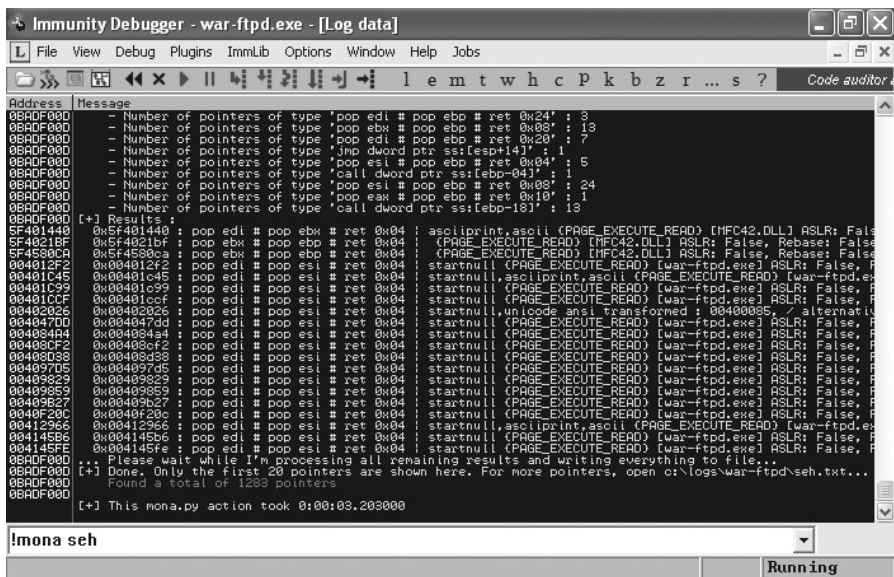 Immunity Debugger - war-ftpd.exe - [Log data]
L File View Debug Plugins ImmLib Options Window Help Jobs
l e m t w h c P k b z r ... s ? Code auditor
Address Message
0BADF00D - Number of pointers of type 'pop edi # pop ebp # ret 0x24' : 3
0BADF00D - Number of pointers of type 'pop ebx # pop ebp # ret 0x08' : 13
0BADF00D - Number of pointers of type 'pop edi # pop ebp # ret 0x20' : 7
0BADF00D - Number of pointers of type 'jmp dword ptr ss:[esp+14]' : 1
0BADF00D - Number of pointers of type 'pop esi # pop ebx # ret 0x04' : 5
0BADF00D - Number of pointers of type 'call dword ptr ss:[ebp-04]' : 1
0BADF00D - Number of pointers of type 'pop esi # pop ebp # ret 0x08' : 24
0BADF00D - Number of pointers of type 'pop eax # pop ebp # ret 0x10' : 1
0BADF00D - Number of pointers of type 'call dword ptr ss:[ebp-18]' : 13
0BADF00D [+] Results :
5F401440 0x5f401440 : pop edi # pop ebx # ret 0x04 | asciiprint,ascii {PAGE_EXECUTE_READ} [MFC42.DLL] ASLR: Fals
5F4021BF 0x5f4021bf : pop ebx # pop ebp # ret 0x04 | {PAGE_EXECUTE_READ} [MFC42.DLL] ASLR: False, Rebase: False
5F4580CA 0x5f4580ca : pop ebx # pop ebp # ret 0x04 | {PAGE_EXECUTE_READ} [MFC42.DLL] ASLR: False, Rebase: False
004012F2 0x004012f2 : pop edi # pop esi # ret 0x04 | startnull {PAGE_EXECUTE_READ} [war-ftpd.exe] ASLR: False, R
00401C45 0x00401c45 : pop edi # pop esi # ret 0x04 | startnull,asciiprint,ascii {PAGE_EXECUTE_READ} [war-ftpd.ex
00401C99 0x00401c99 : pop edi # pop esi # ret 0x04 | startnull {PAGE_EXECUTE_READ} [war-ftpd.exe] ASLR: False, R
00401CCF 0x00401ccf : pop edi # pop esi # ret 0x04 | startnull {PAGE_EXECUTE_READ} [war-ftpd.exe] ASLR: False, R
00402026 0x00402026 : pop edi # pop esi # ret 0x04 | startnull,unicode ansi transformed : 00400085, / alternativ
004047DD 0x004047dd : pop edi # pop esi # ret 0x04 | startnull {PAGE_EXECUTE_READ} [war-ftpd.exe] ASLR: False, R
004084A4 0x004084a4 : pop edi # pop esi # ret 0x04 | startnull {PAGE_EXECUTE_READ} [war-ftpd.exe] ASLR: False, R
00408CF2 0x00408cf2 : pop edi # pop esi # ret 0x04 | startnull {PAGE_EXECUTE_READ} [war-ftpd.exe] ASLR: False, R
00408D38 0x00408d38 : pop edi # pop esi # ret 0x04 | startnull {PAGE_EXECUTE_READ} [war-ftpd.exe] ASLR: False, R
004097D5 0x004097d5 : pop edi # pop esi # ret 0x04 | startnull {PAGE_EXECUTE_READ} [war-ftpd.exe] ASLR: False, R
00409829 0x00409829 : pop edi # pop esi # ret 0x04 | startnull {PAGE_EXECUTE_READ} [war-ftpd.exe] ASLR: False, R
00409859 0x00409859 : pop edi # pop esi # ret 0x04 | startnull {PAGE_EXECUTE_READ} [war-ftpd.exe] ASLR: False, R
00409B27 0x00409b27 : pop edi # pop esi # ret 0x04 | startnull {PAGE_EXECUTE_READ} [war-ftpd.exe] ASLR: False, R
0040F20C 0x0040f20c : pop edi # pop esi # ret 0x04 | startnull {PAGE_EXECUTE_READ} [war-ftpd.exe] ASLR: False, R
00412966 0x00412966 : pop edi # pop esi # ret 0x04 | startnull,asciiprint,ascii {PAGE_EXECUTE_READ} [war-ftpd.ex
004145B6 0x004145b6 : pop edi # pop esi # ret 0x04 | startnull {PAGE_EXECUTE_READ} [war-ftpd.exe] ASLR: False, R
004145FE 0x004145fe : pop edi # pop esi # ret 0x04 | startnull {PAGE_EXECUTE_READ} [war-ftpd.exe] ASLR: False, R
0BADF00D ... Please wait while I'm processing all remaining results and writing everything to file...
0BADF00D [+] Done. Only the first 20 pointers are shown here. For more pointers, open c:\logs\war-ftpd\seh.txt...
0BADF00D Found a total of 1283 pointers
0BADF00D
0BADF00D [+] This mona.py action took 0:00:03.203000
!mona seh
Running